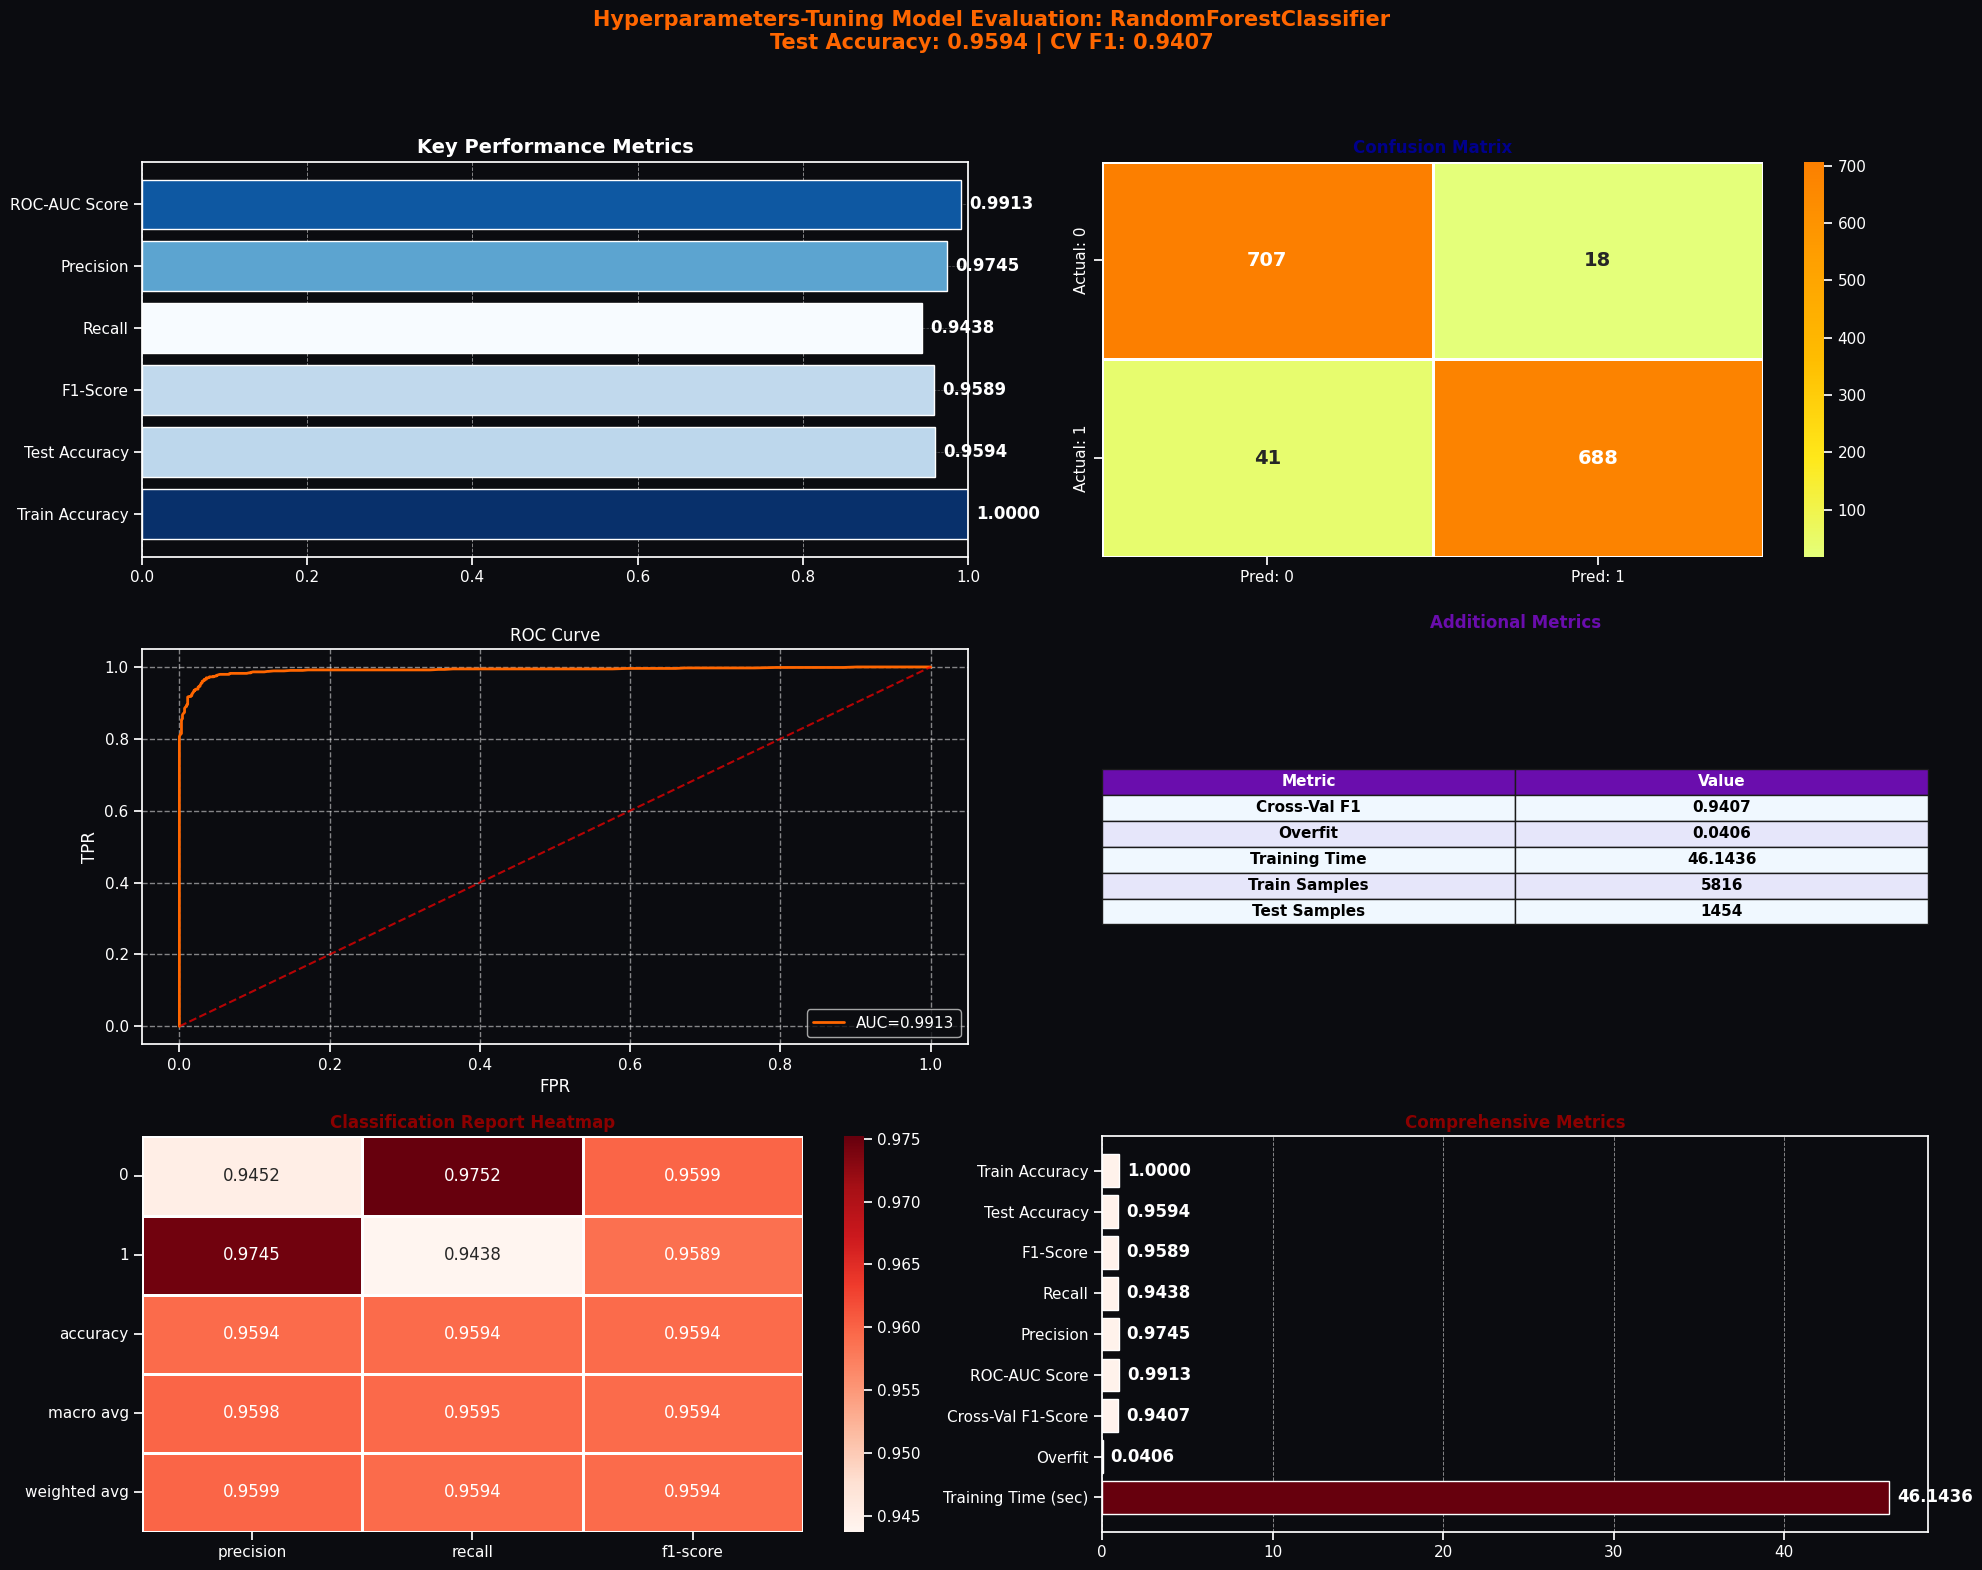 Hyperparameters-Tuning Model Evaluation: RandomForestClassifier
Test Accuracy: 0.9594 | CV F1: 0.9407
Key Performance Metrics
ROC-AUC Score 0.9913
Precision 0.9745
Recall 0.9438
F1-Score 0.9589
Test Accuracy 0.9594
Train Accuracy 1.0000
0.0 0.2 0.4 0.6 0.8 1.0
Confusion Matrix
Actual: 0 707 18
Actual: 1 41 688
Pred: 0 Pred: 1
700
600
500
400
300
200
100
ROC Curve
TPR
1.0
0.8
0.6
0.4
0.2
0.0
AUC=0.9913
0.0 0.2 0.4 0.6 0.8 1.0
FPR
Additional Metrics
Metric Value
Cross-Val F1 0.9407
Overfit 0.0406
Training Time 46.1436
Train Samples 5816
Test Samples 1454
Classification Report Heatmap
0 0.9452 0.9752 0.9599
1 0.9745 0.9438 0.9589
accuracy 0.9594 0.9594 0.9594
macro avg 0.9598 0.9595 0.9594
weighted avg 0.9599 0.9594 0.9594
precision recall f1-score
0.975
0.970
0.965
0.960
0.955
0.950
0.945
Comprehensive Metrics
Train Accuracy 1.0000
Test Accuracy 0.9594
F1-Score 0.9589
Recall 0.9438
Precision 0.9745
ROC-AUC Score 0.9913
Cross-Val F1-Score 0.9407
Overfit 0.0406
Training Time (sec) 46.1436
0 10 20 30 40